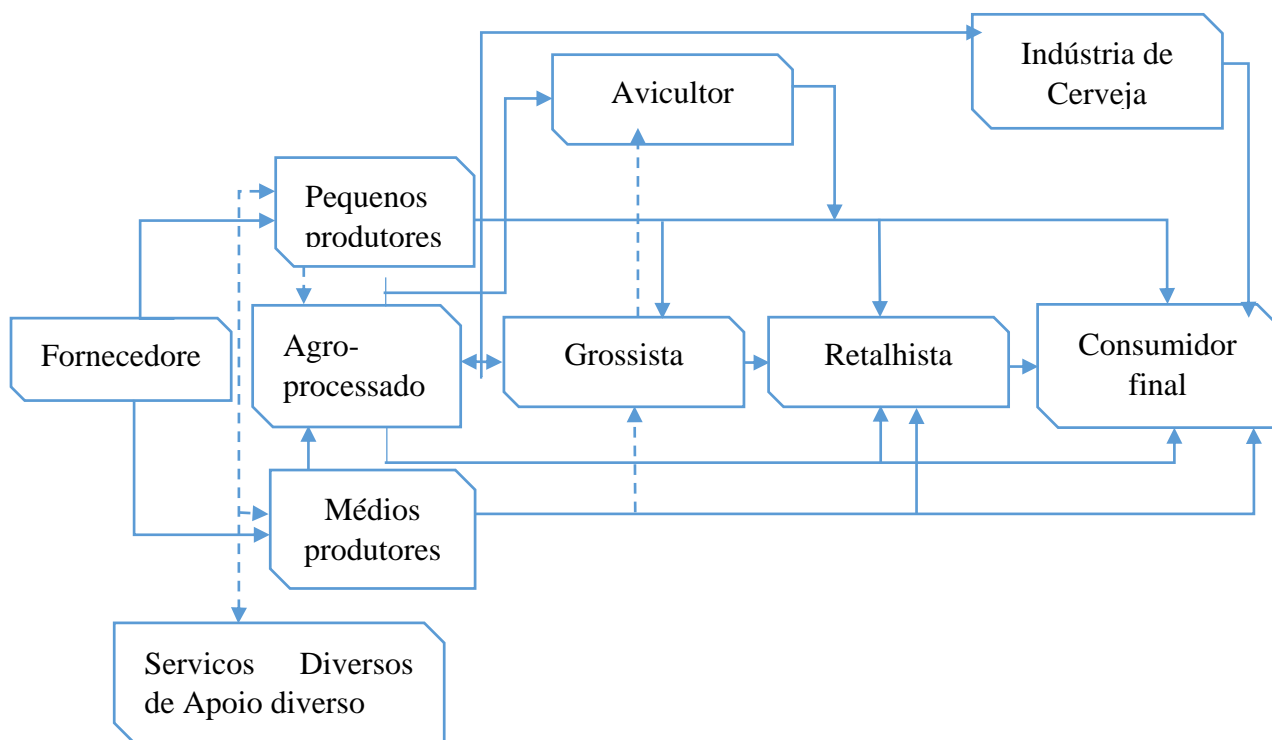 Indústria de
Cerveja
Avicultor
Pequenos
produtores
Fornecedore
Agro-
processado
Grossista
Retalhista
Consumidor
final
Médios
produtores
Servicos Diversos
de Apoio diverso